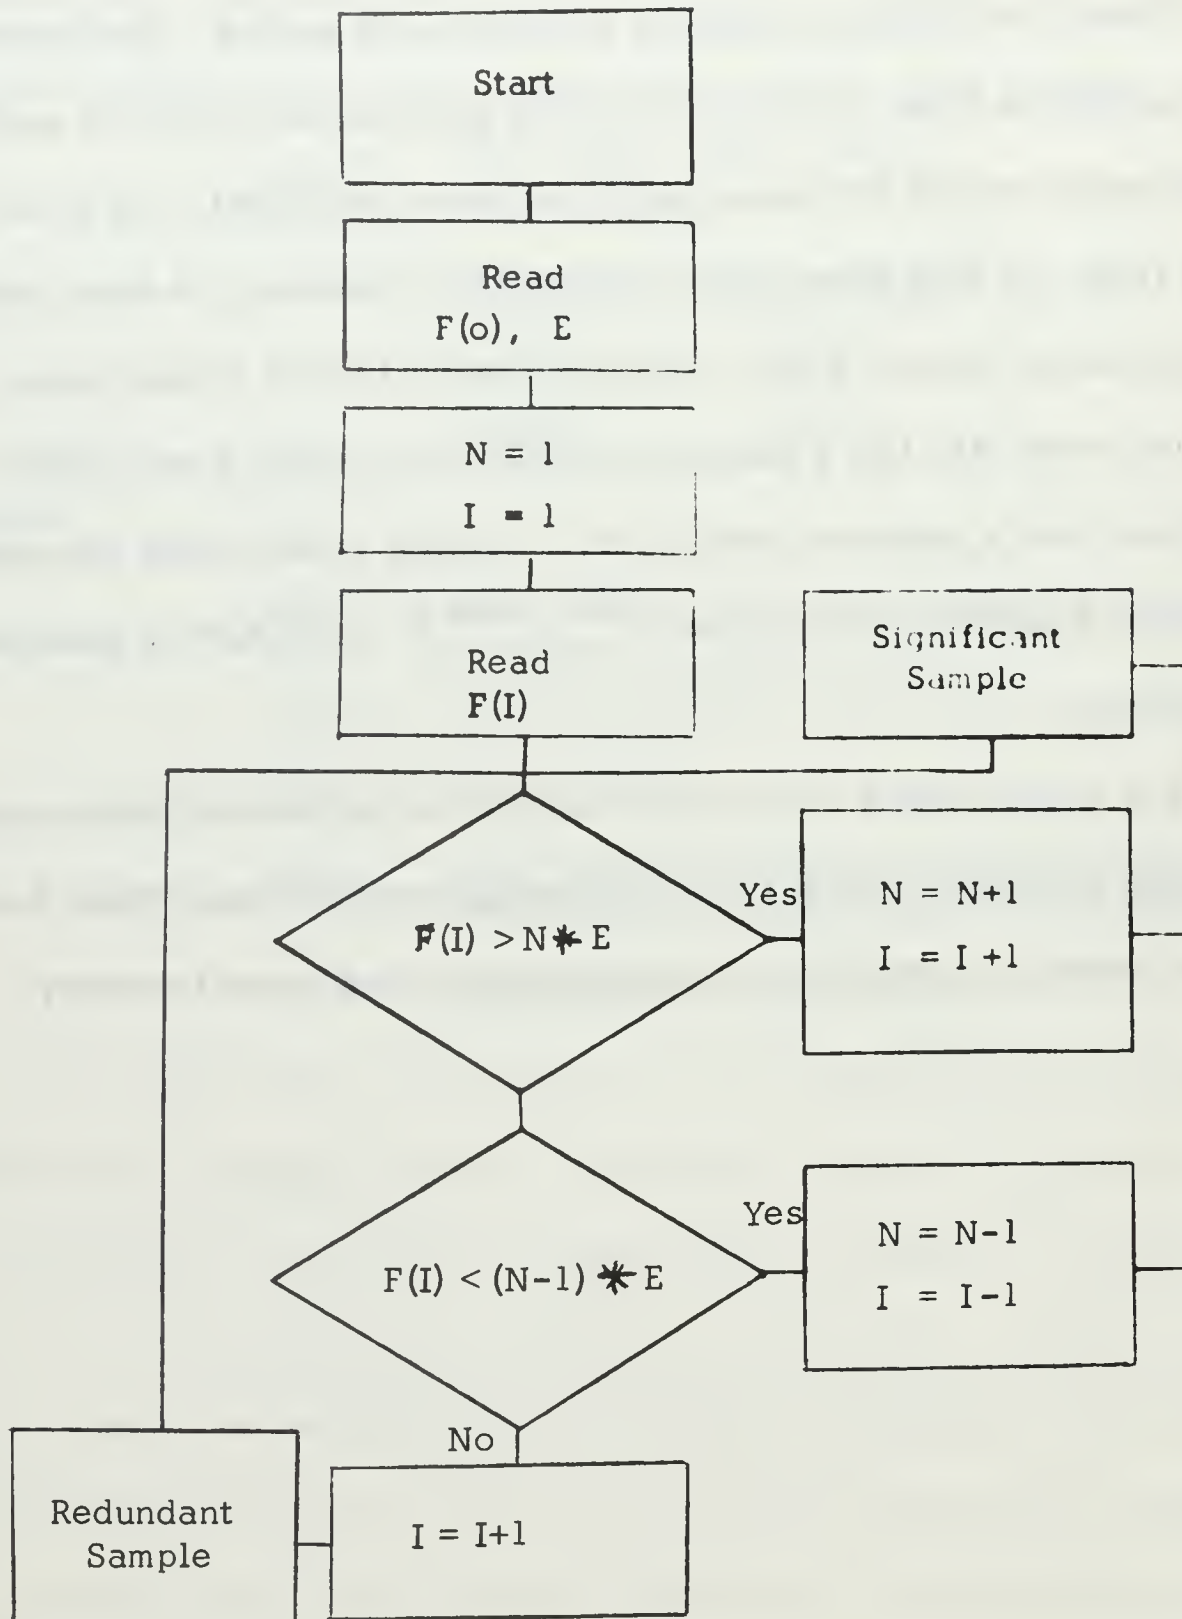 Start
Read
F(o), E
N = 1
I = 1
Read
F(I)
Significant
Sample
F(I) > N * E
Yes
N = N+1
I = I+1
F(I) < (N-1) * E
Yes
N = N-1
I = I-1
No
I = I+1
Redundant
Sample